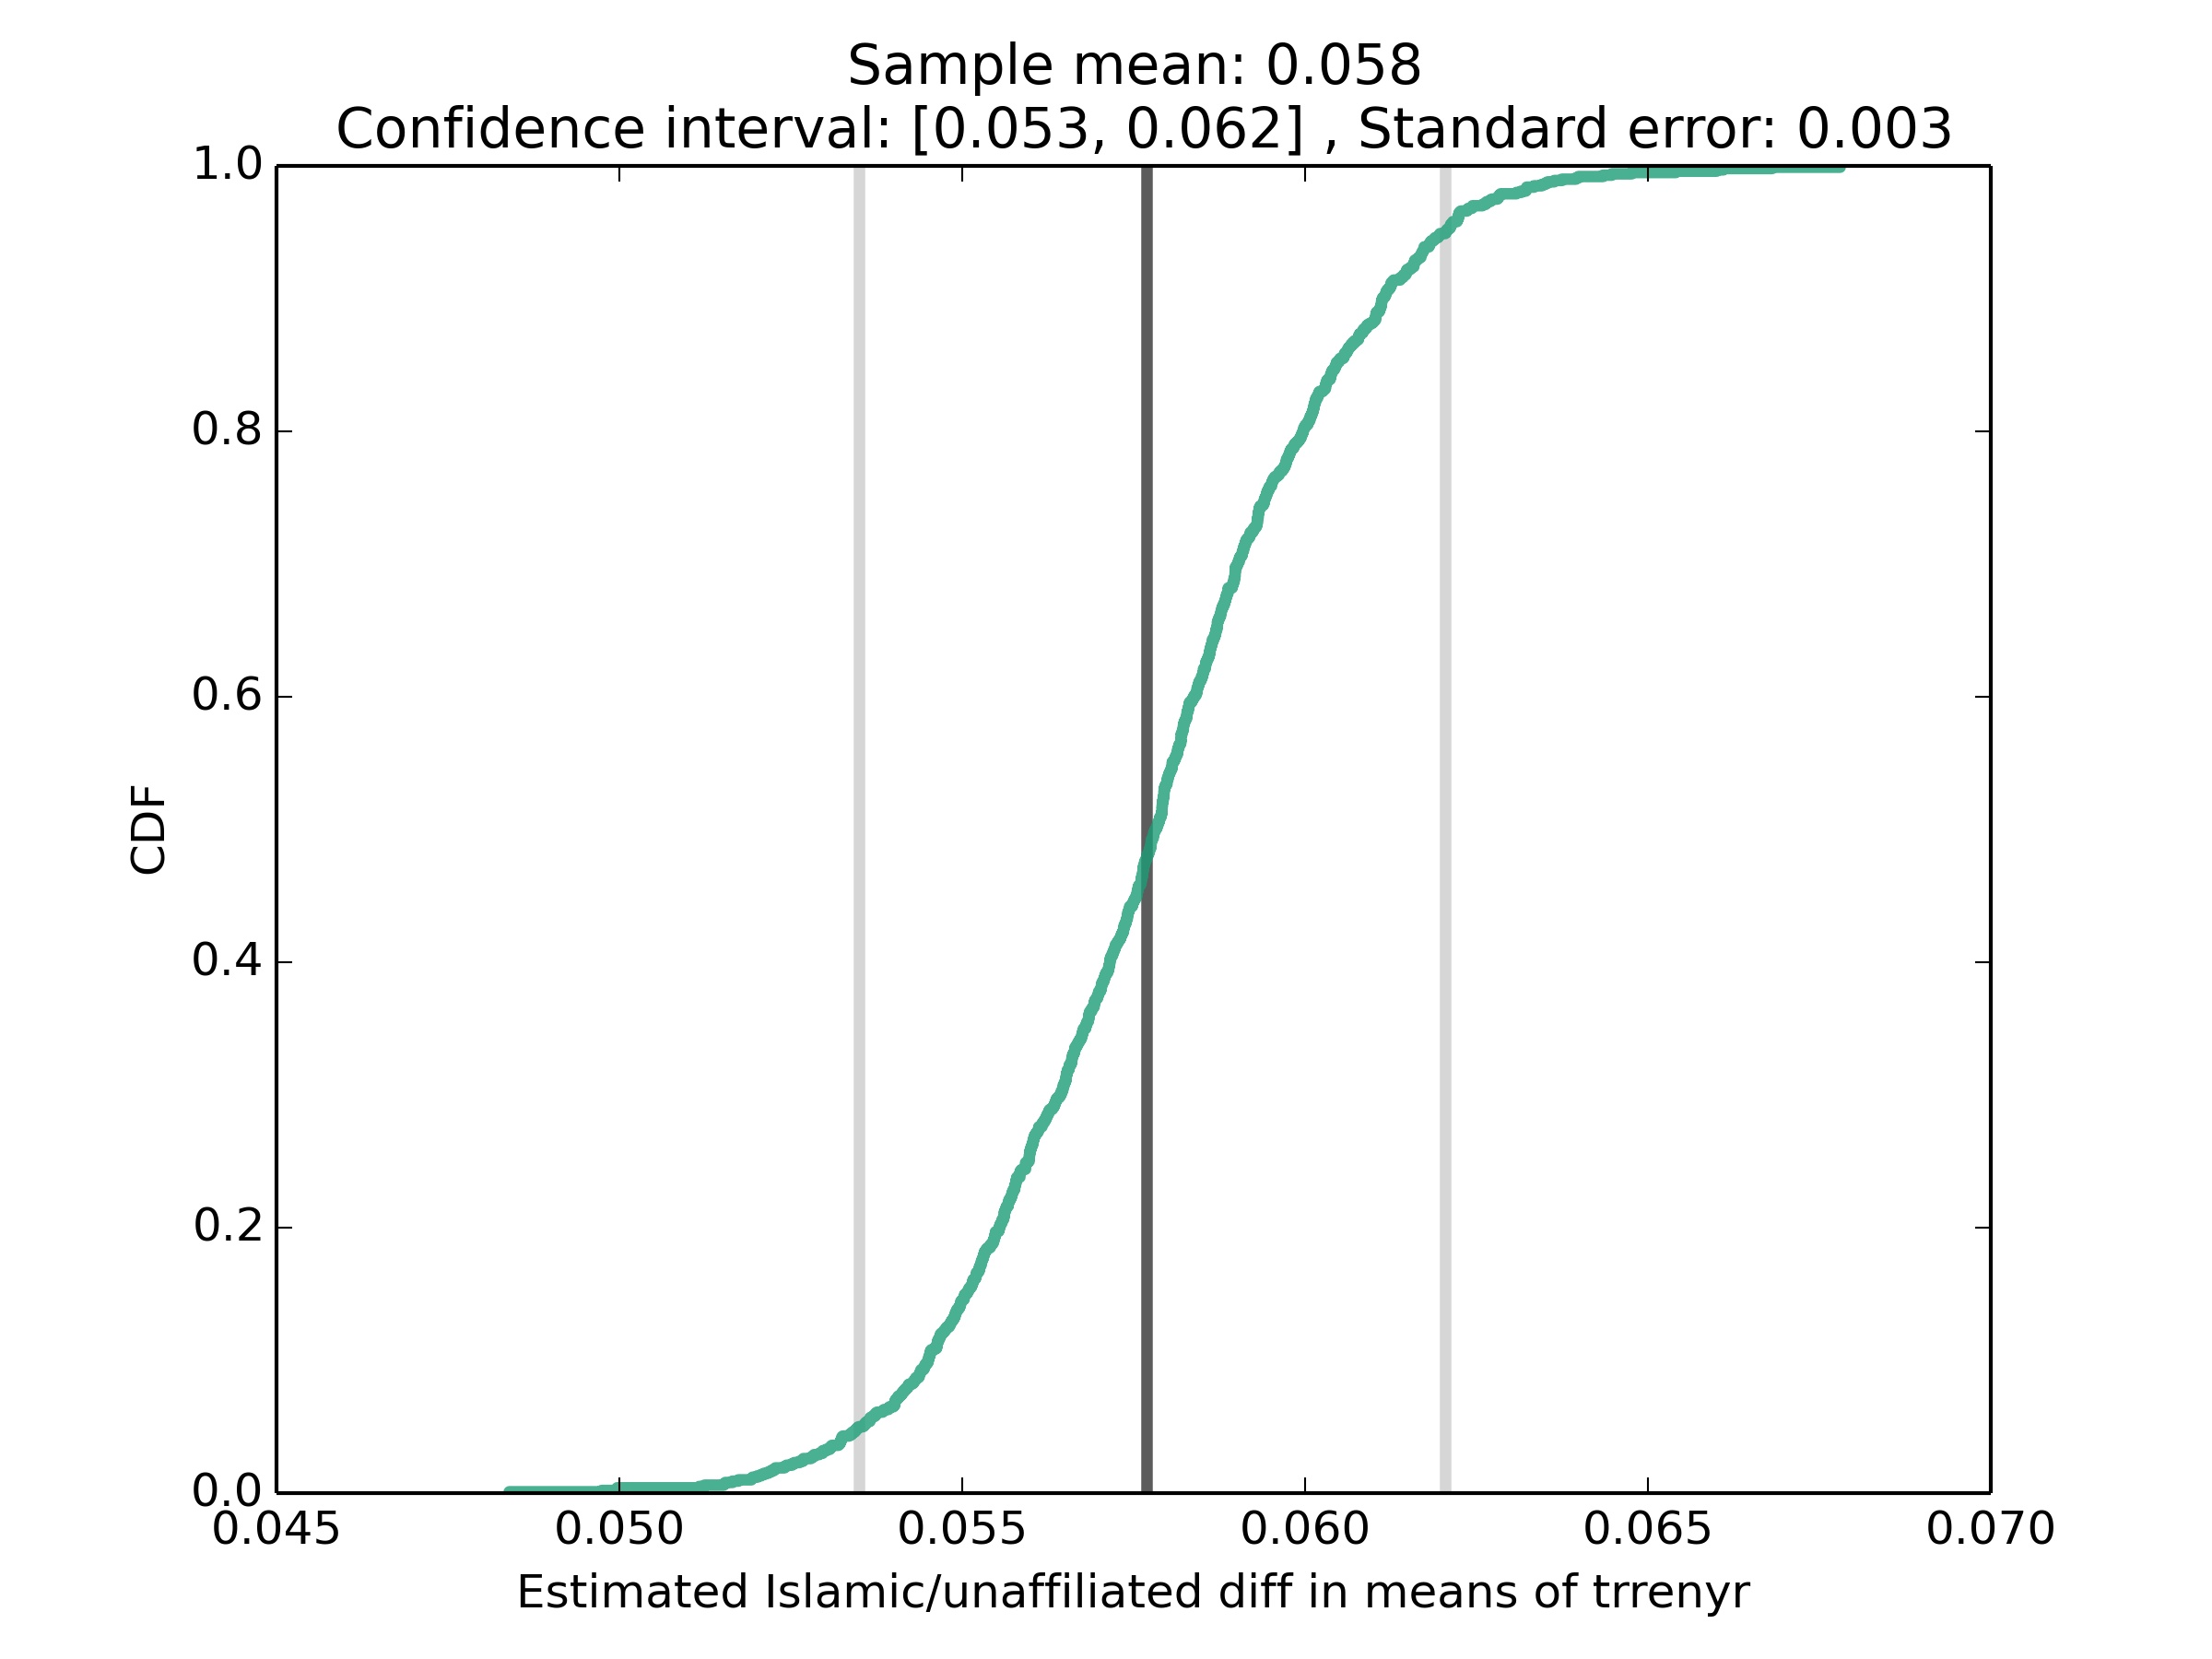 Sample mean: 0.058
Confidence interval: [0.053, 0.062] , Standard error: 0.003
1.0
0.8
0.6
0.4
0.2
0.0
CDF
0.045 0.050 0.055 0.060 0.065 0.070
Estimated Islamic/unaffiliated diff in means of trrenyr